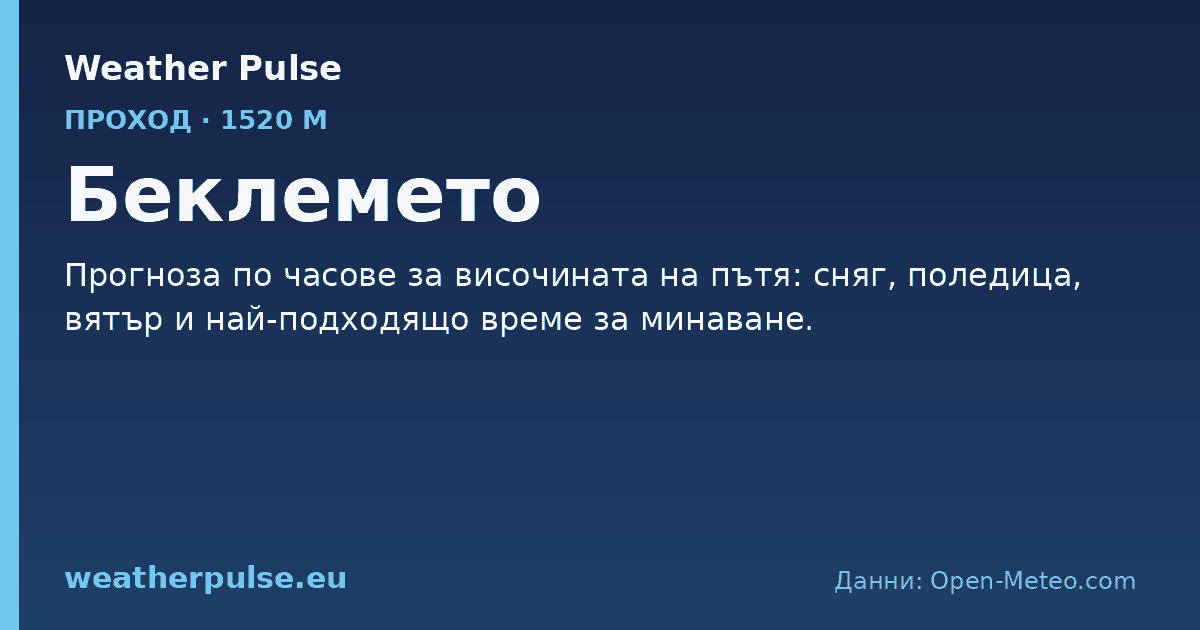 Weather Pulse
ПРОХОД · 1520 М
Беклемето
Прогноза по часове за височината на пътя: сняг, поледица,
вятър и най-подходящо време за минаване.
weatherpulse.eu
Данни: Open-Meteo.com